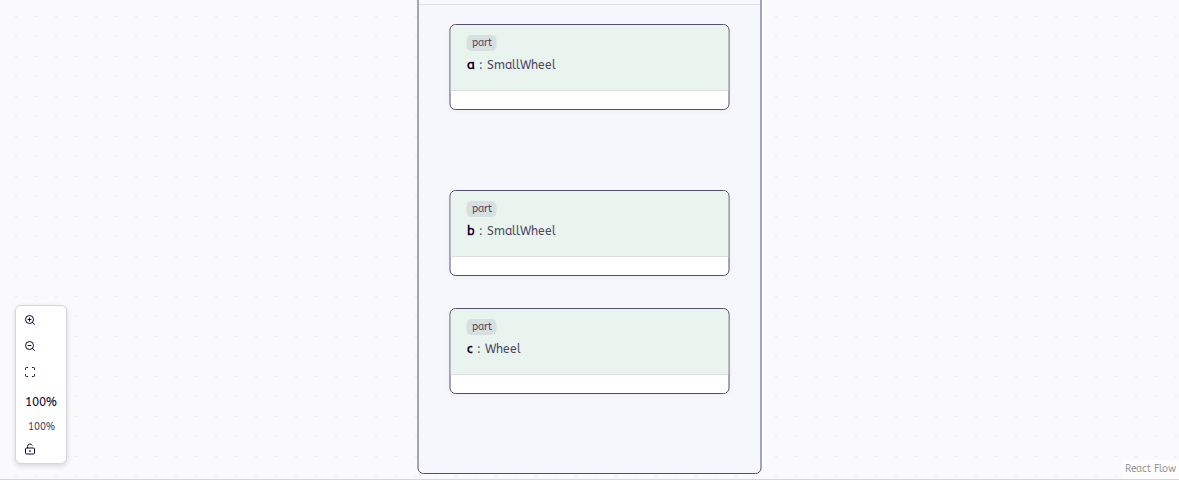 part
a : SmallWheel
part
b : SmallWheel
part
c : Wheel
100%
100%
React Flow